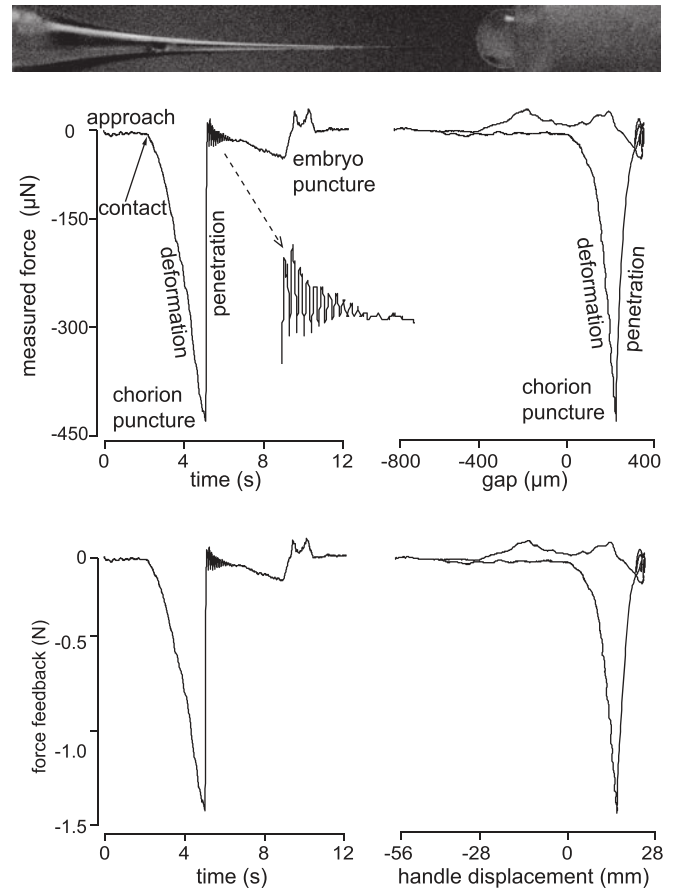 approach
0
contact
-150
-300
-450
measured force (μN)
deformation
penetration
chorion
puncture
embryo
puncture
0
4
8
12
time (s)
deformation
penetration
chorion
puncture
-800
-400
0
400
gap (μm)
0
-0.5
-1.0
-1.5
force feedback (N)
0
4
8
12
time (s)
-56
-28
0
28
handle displacement (mm)